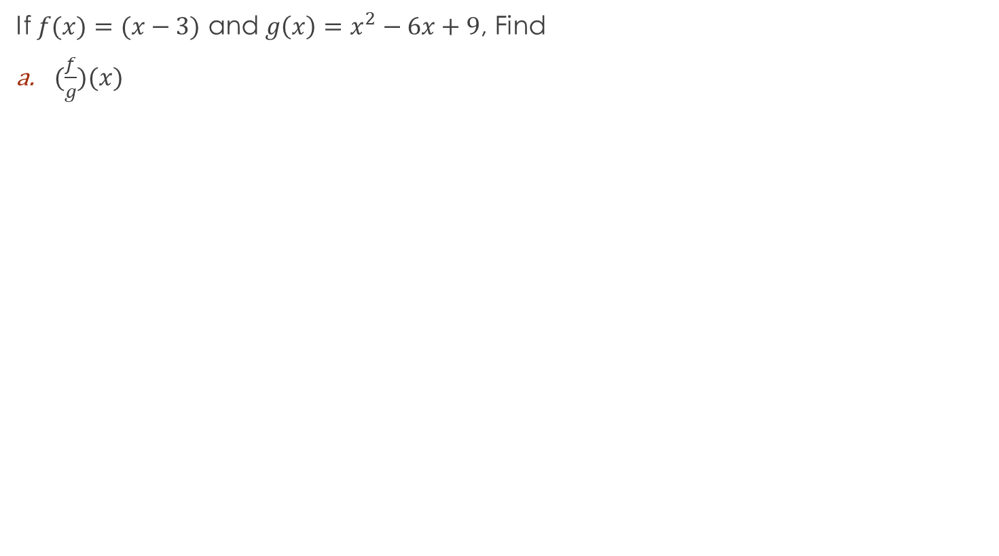 If f(x) = (x − 3) and g(x) = x² − 6x + 9, Find
a. (f/g)(x)